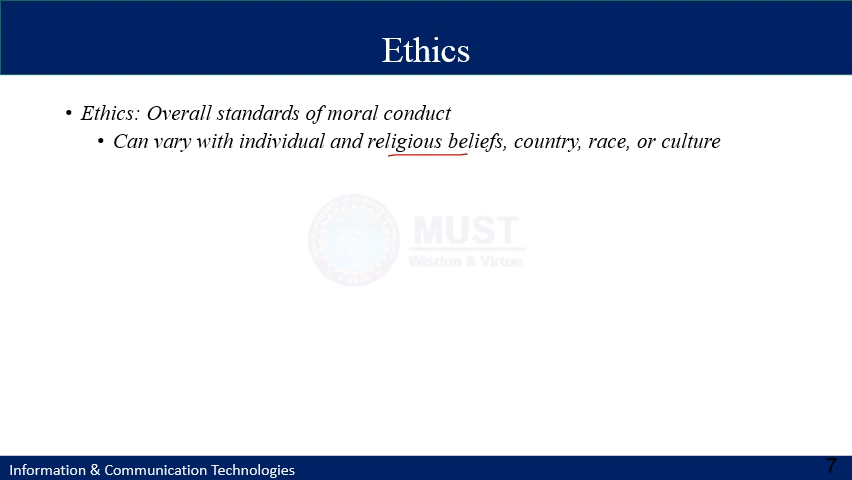 Ethics
• Ethics: Overall standards of moral conduct
• Can vary with individual and religious beliefs, country, race, or culture
MUST
Wisdom & Virtue
Information & Communication Technologies
7